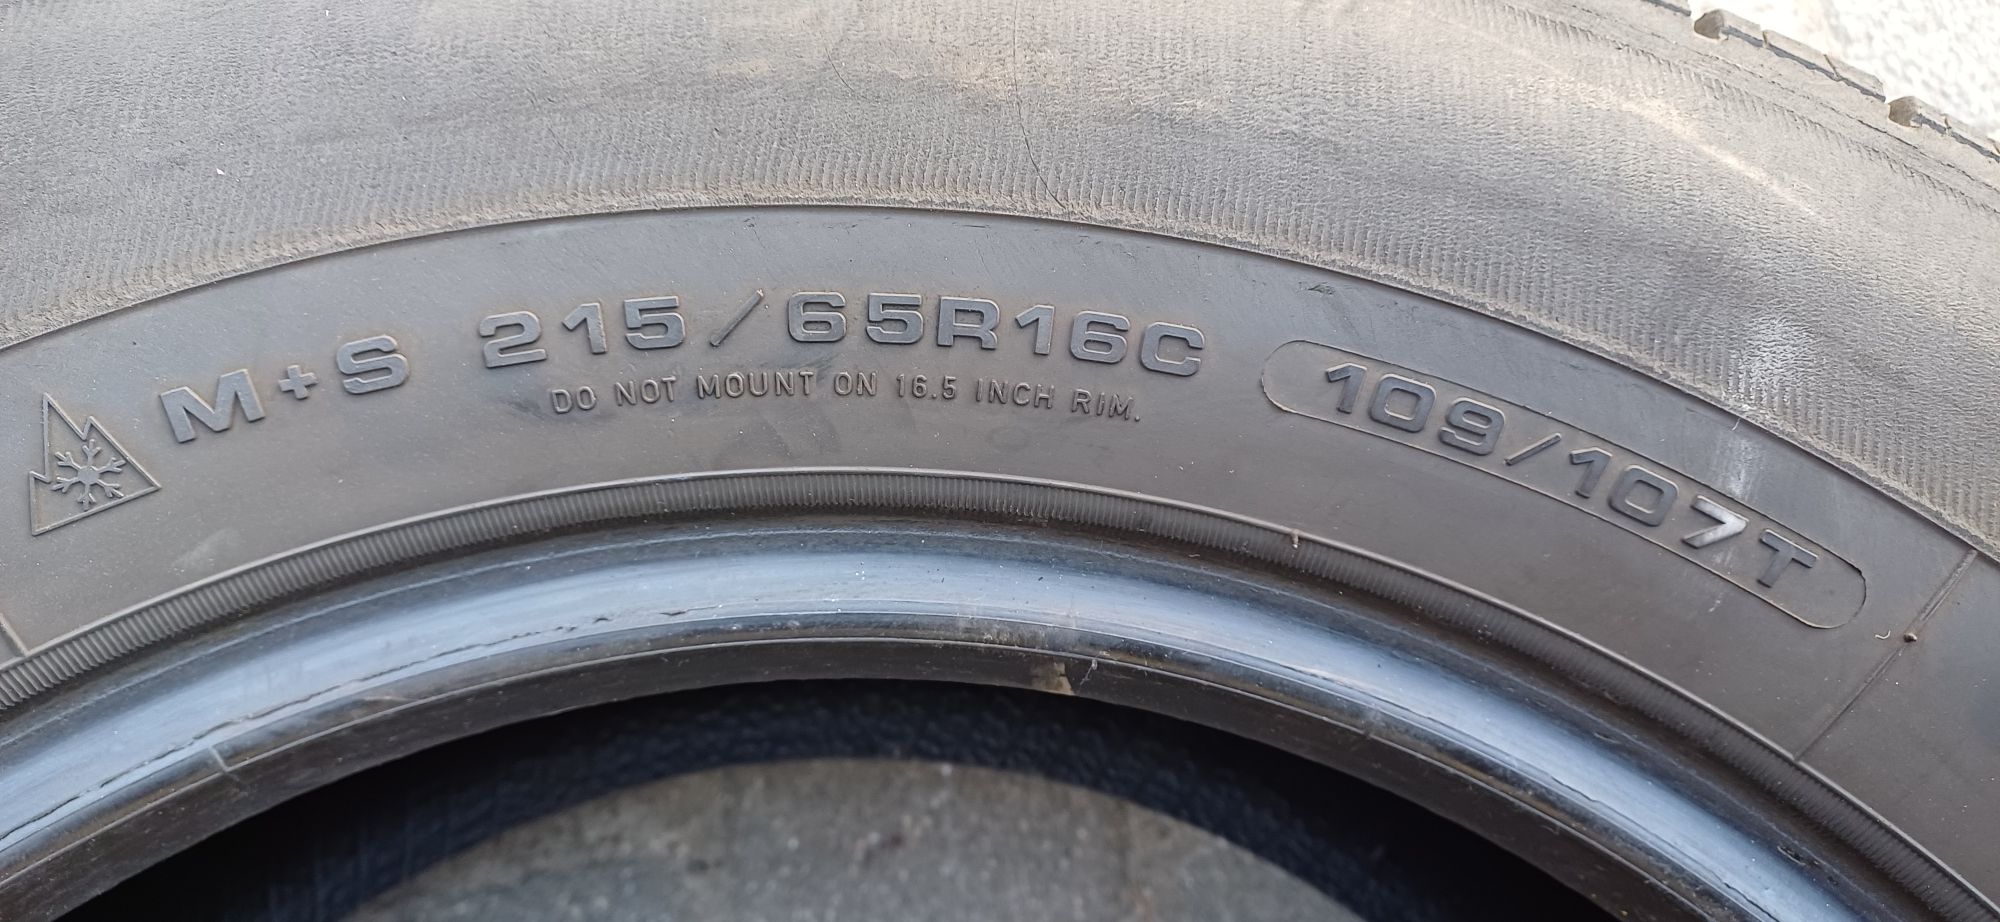 M+S 215/65R16C 109/107T
DO NOT MOUNT ON 16.5 INCH RIM.